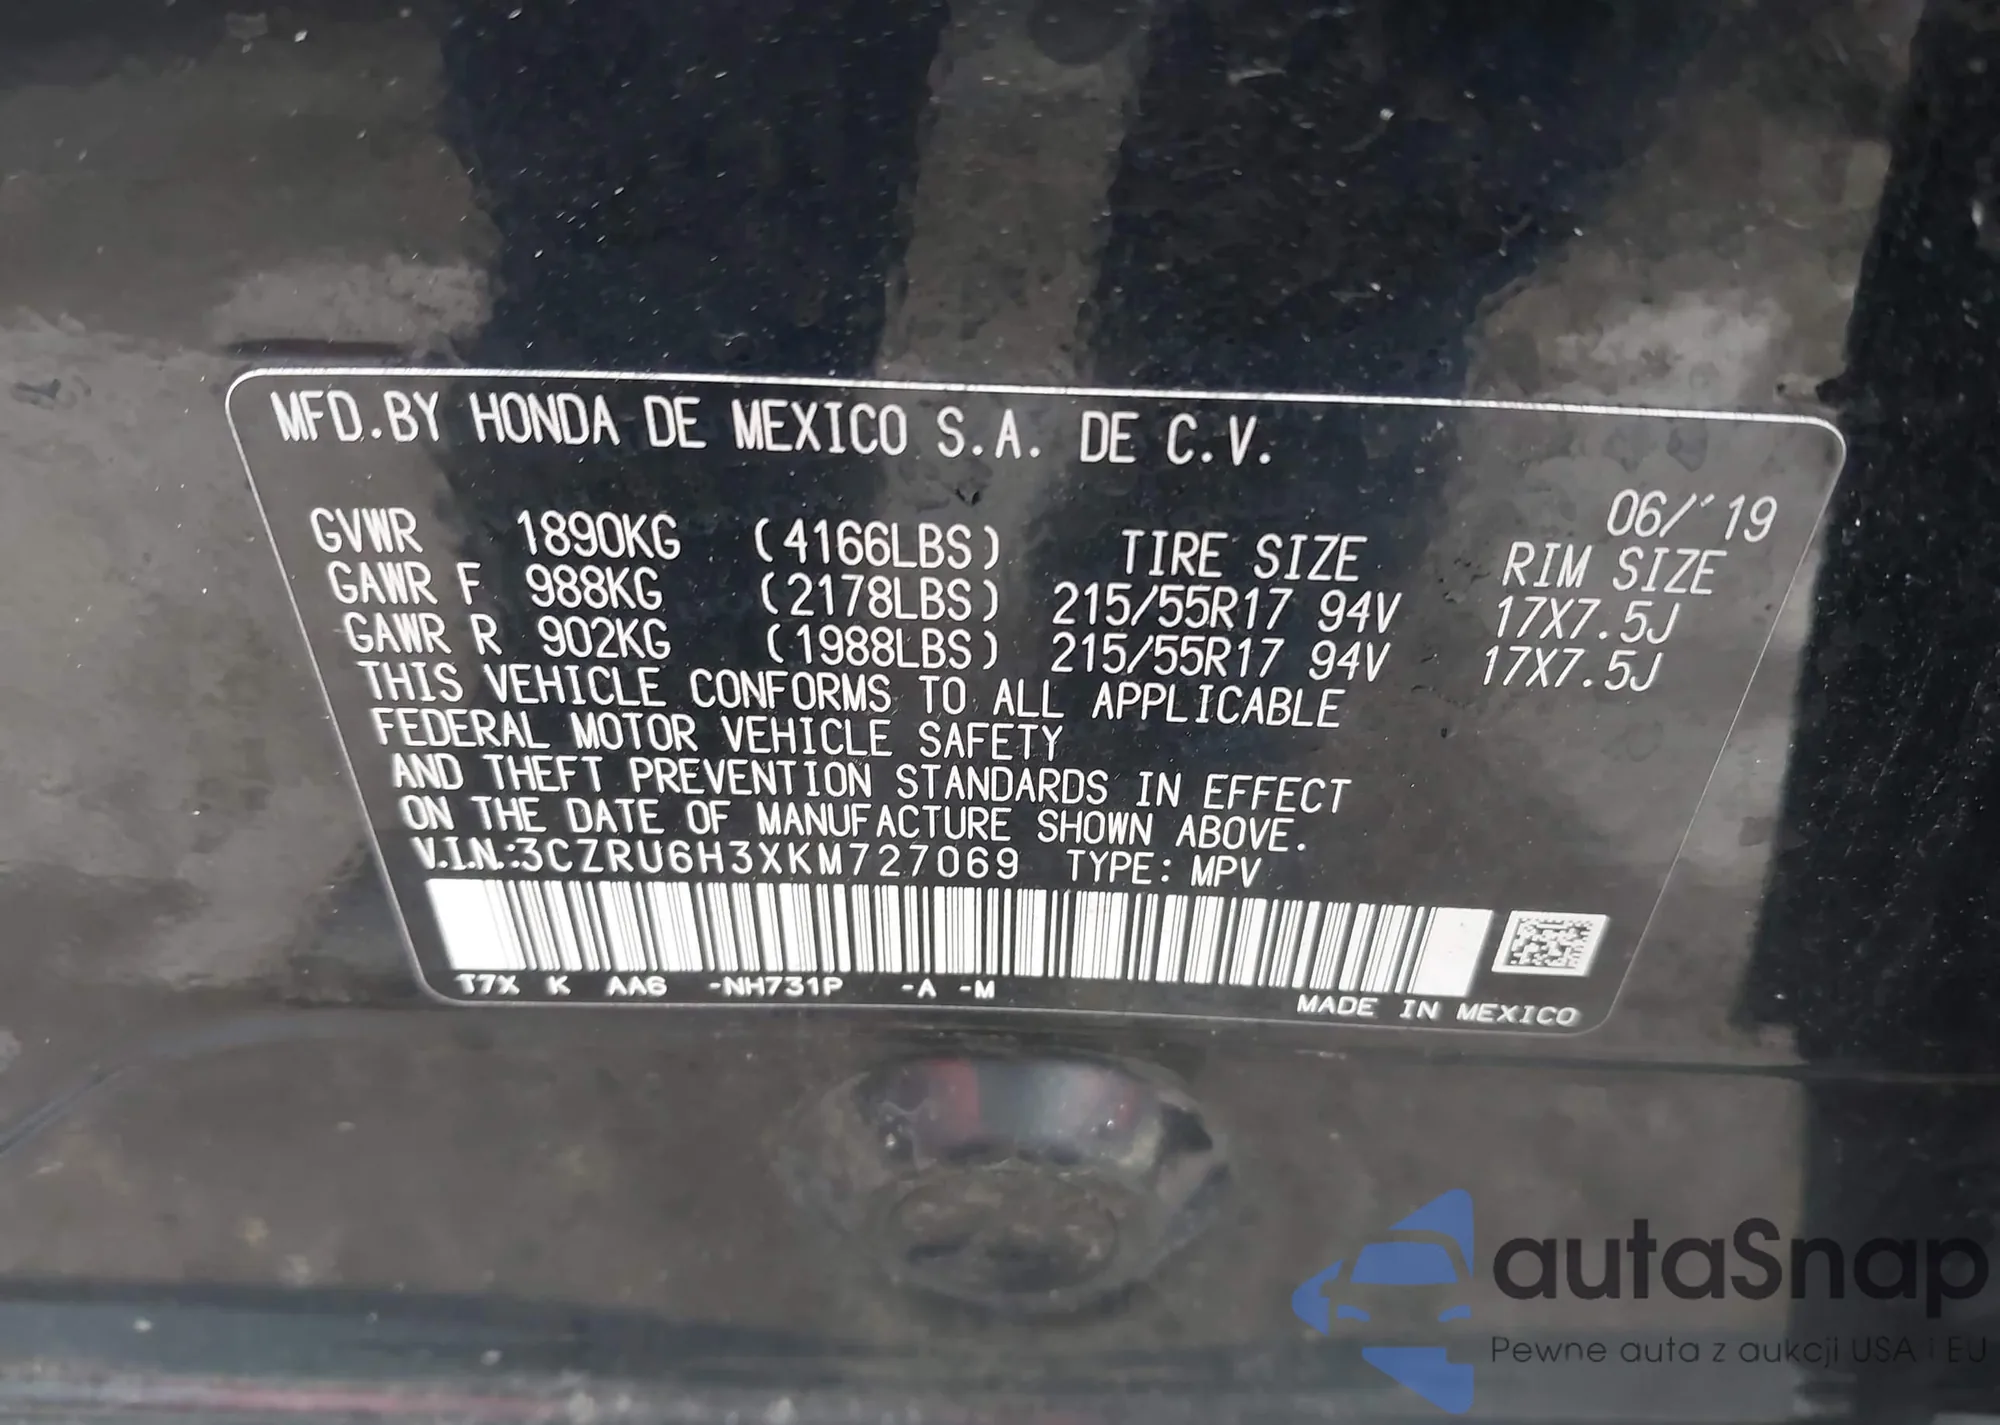 MFD.BY HONDA DE MEXICO S.A. DE C.V.
06/'19
GVWR 1890KG (4166LBS) TIRE SIZE RIM SIZE
GAWR F 988KG (2178LBS) 215/55R17 94V 17X7.5J
GAWR R 902KG (1988LBS) 215/55R17 94V 17X7.5J
THIS VEHICLE CONFORMS TO ALL APPLICABLE
FEDERAL MOTOR VEHICLE SAFETY
AND THEFT PREVENTION STANDARDS IN EFFECT
ON THE DATE OF MANUFACTURE SHOWN ABOVE.
V.I.N.:3CZRU6H3XKM727069 TYPE: MPV
T7X K AA6 -NH731P -A -M
MADE IN MEXICO
autaSnap
Pewne auta z aukcji USA i EU